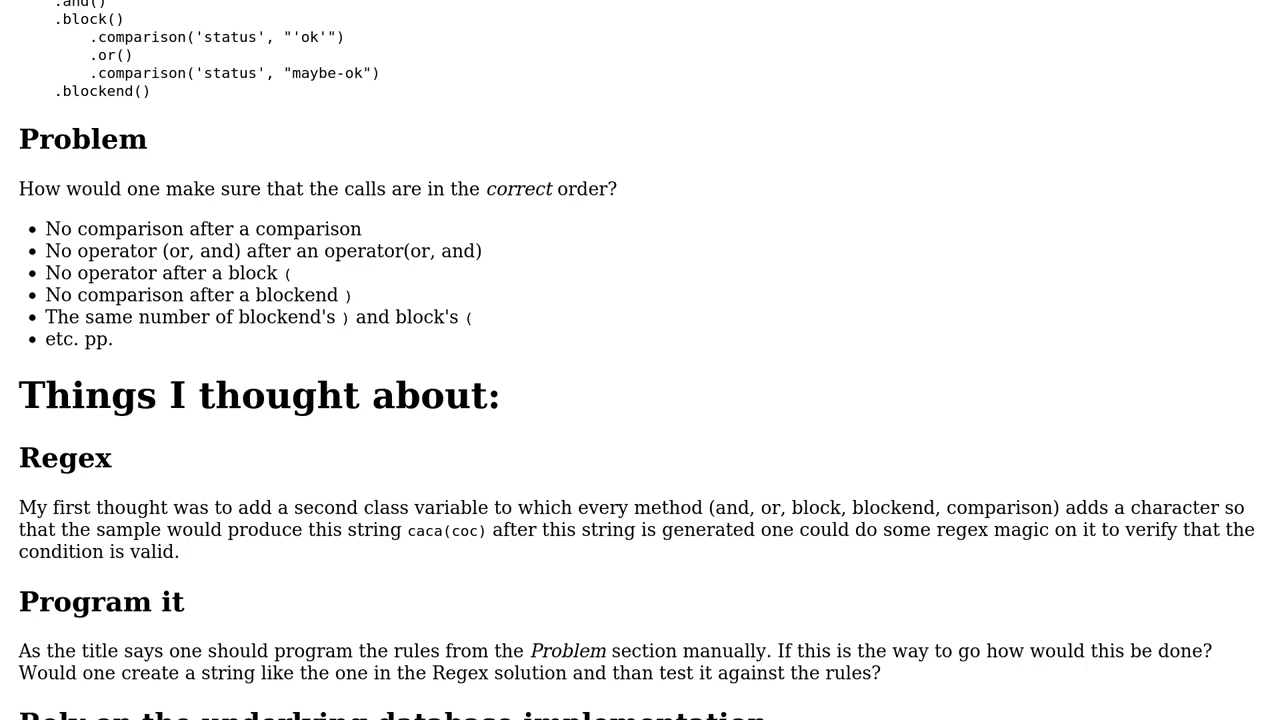 .and()
.block()
.comparison('status', "'ok'")
.or()
.comparison('status', "maybe-ok")
.blockend()
Problem
How would one make sure that the calls are in the correct order?
• No comparison after a comparison
• No operator (or, and) after an operator(or, and)
• No operator after a block (
• No comparison after a blockend )
• The same number of blockend's ) and block's (
• etc. pp.
Things I thought about:
Regex
My first thought was to add a second class variable to which every method (and, or, block, blockend, comparison) adds a character so
that the sample would produce this string caca(coc) after this string is generated one could do some regex magic on it to verify that the
condition is valid.
Program it
As the title says one should program the rules from the Problem section manually. If this is the way to go how would this be done?
Would one create a string like the one in the Regex solution and than test it against the rules?
Rely on the underlying database implementation